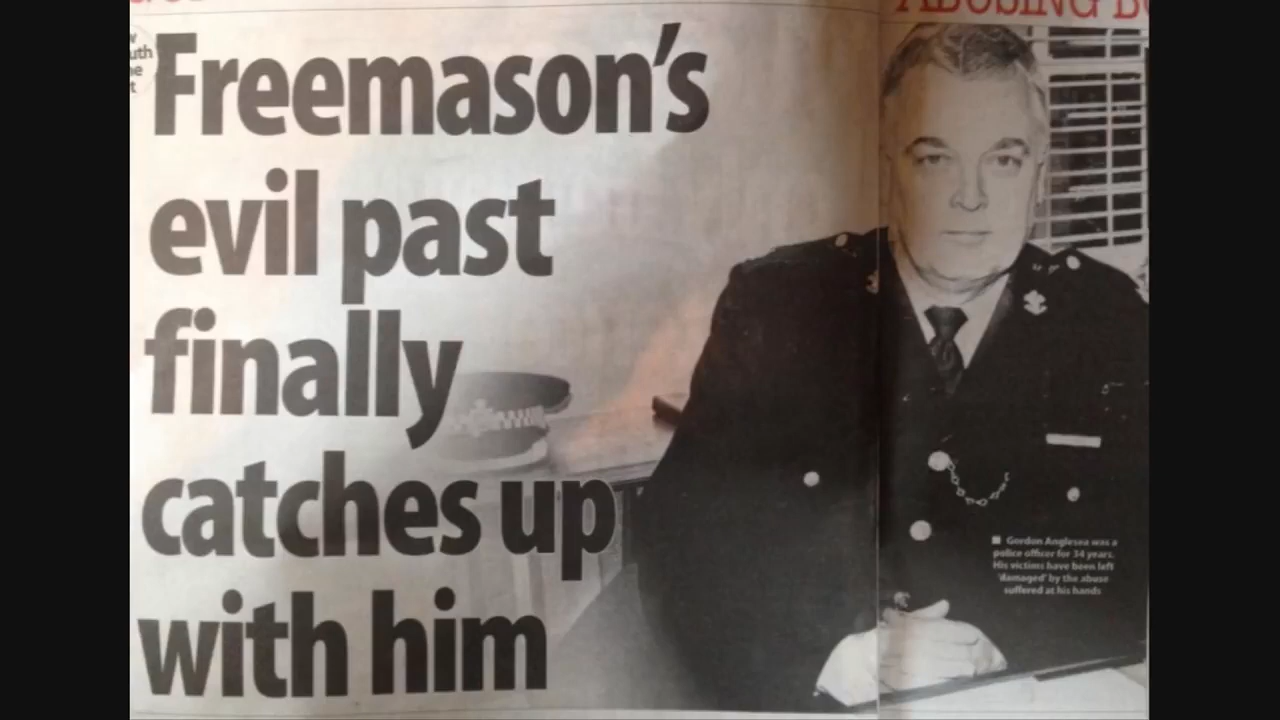 ABUSING
Freemason's
evil past
finally
catches up
with him
■ Gordon Anglesea was a
police officer for 34 years.
His victims have been left
'damaged' by the abuse
suffered at his hands